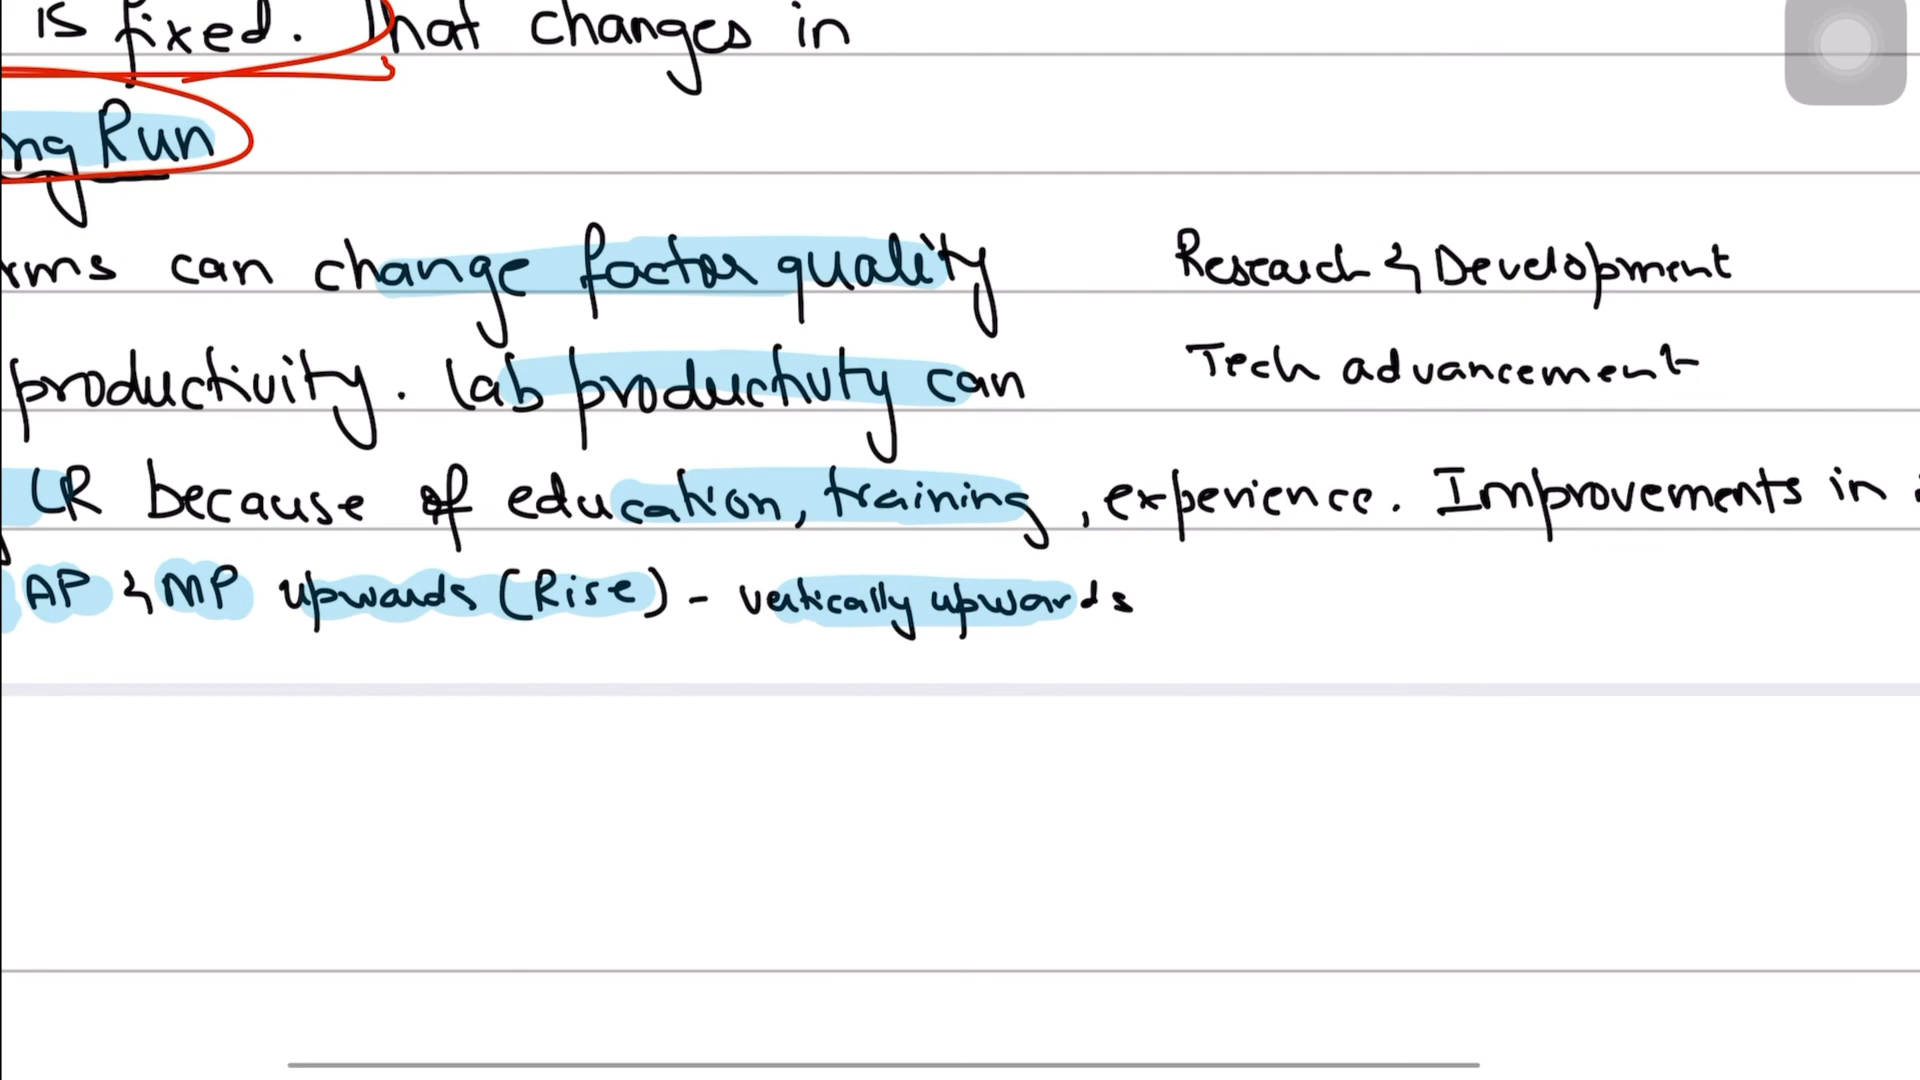 is fixed. That changes in
ng Run
rms can change factor quality
Research & Development
productivity. lab productivity can
Tech advancement
LR because of education, training, experience. Improvements in
AP & MP upwards (Rise) - vertically upwards